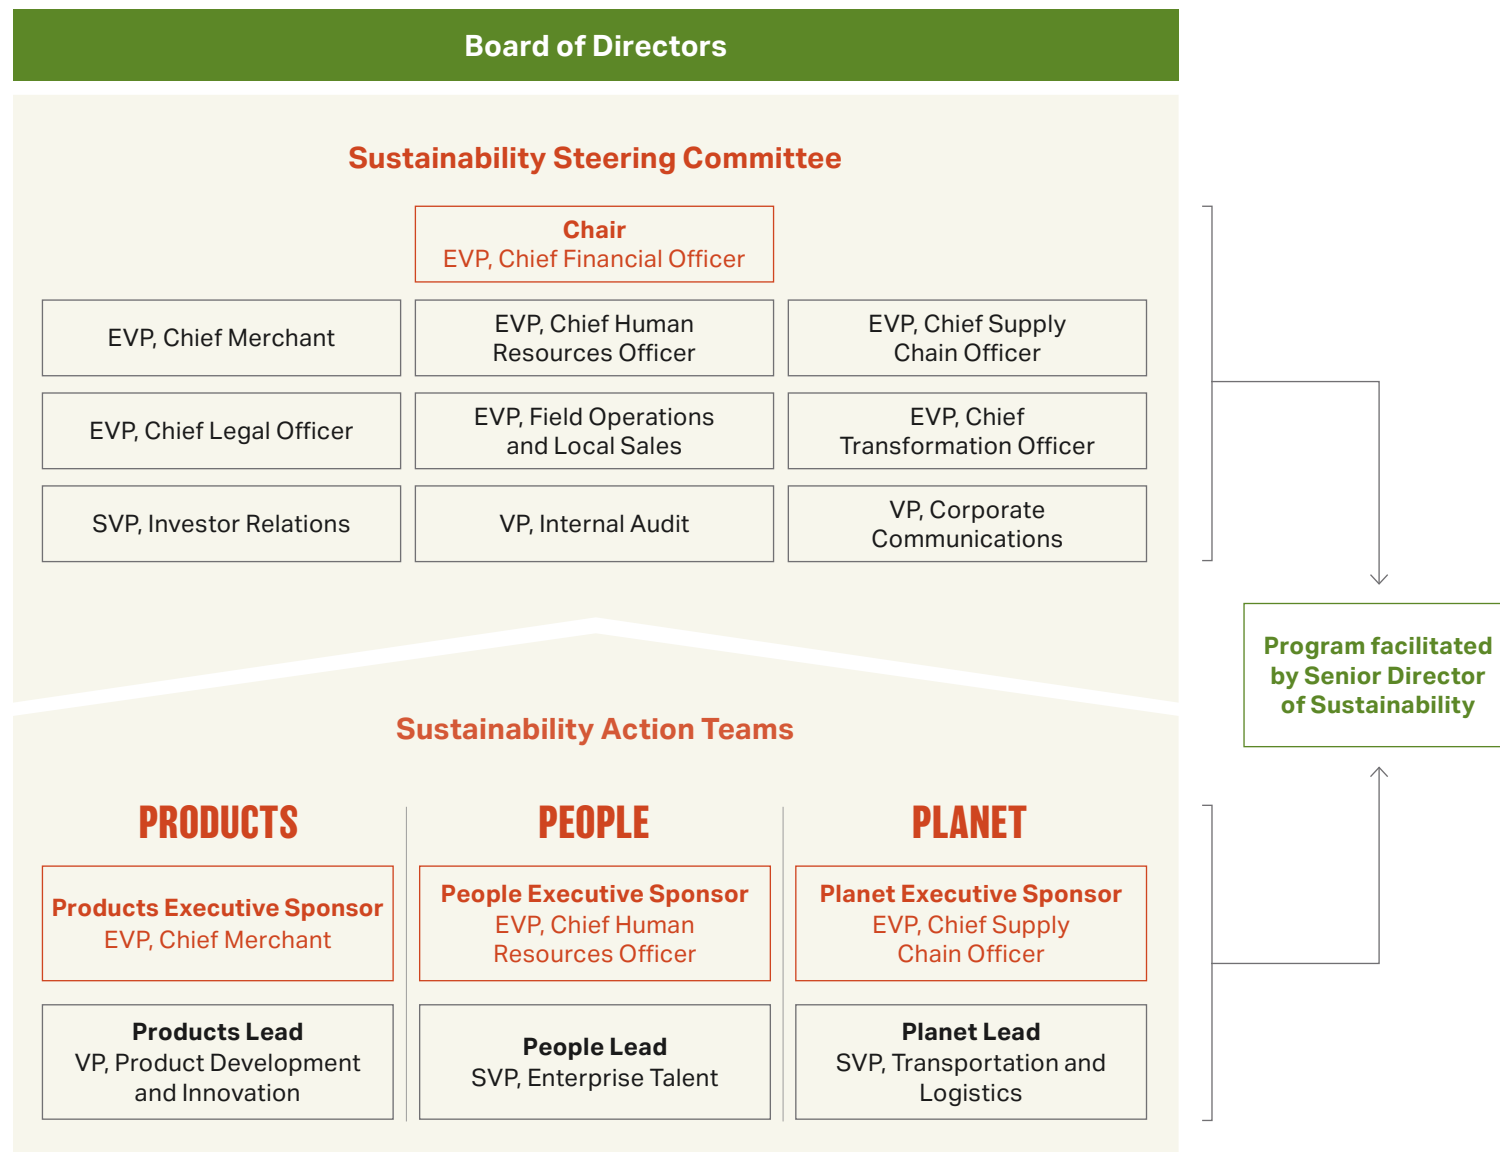 Board of Directors
Sustainability Steering Committee
Chair
EVP, Chief Financial Officer
EVP, Chief Merchant
EVP, Chief Human
Resources Officer
EVP, Chief Supply
Chain Officer
EVP, Chief Legal Officer
EVP, Field Operations
and Local Sales
EVP, Chief
Transformation Officer
SVP, Investor Relations
VP, Internal Audit
VP, Corporate
Communications
Program facilitated
by Senior Director
of Sustainability
Sustainability Action Teams
PRODUCTS
Products Executive Sponsor
EVP, Chief Merchant
Products Lead
VP, Product Development
and Innovation
PEOPLE
People Executive Sponsor
EVP, Chief Human
Resources Officer
People Lead
SVP, Enterprise Talent
PLANET
Planet Executive Sponsor
EVP, Chief Supply
Chain Officer
Planet Lead
SVP, Transportation and
Logistics